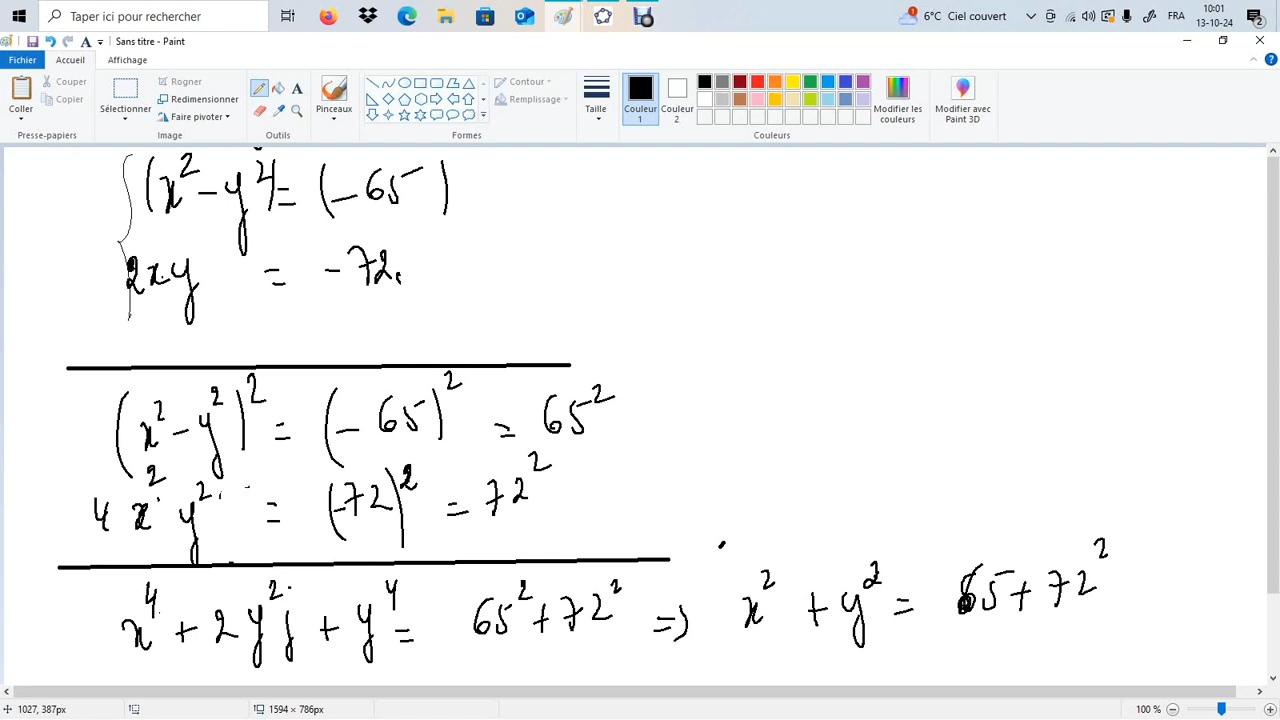 Taper ici pour rechercher
6°C Ciel couvert
FRA
10:01
13-10-24
2
Sans titre - Paint
Fichier Accueil Affichage
Coller
Couper
Copier
Presse-papiers
Sélectionner
Rogner
Redimensionner
Faire pivoter
Image
A
Outils
Pinceaux
Contour
Remplissage
Formes
Taille
Couleur 1
Couleur 2
Modifier les couleurs
Modifier avec Paint 3D
Couleurs
(x² - y²) = (-65)
2xy = -72
(x² - y²)² = (-65)² = 65²
4x²y² = (-72)² = 72²
x⁴ + 2y²y + y⁴ = 65² + 72² => x² + y² = 65 + 72²
1027, 387px
1594 × 786px
100 %